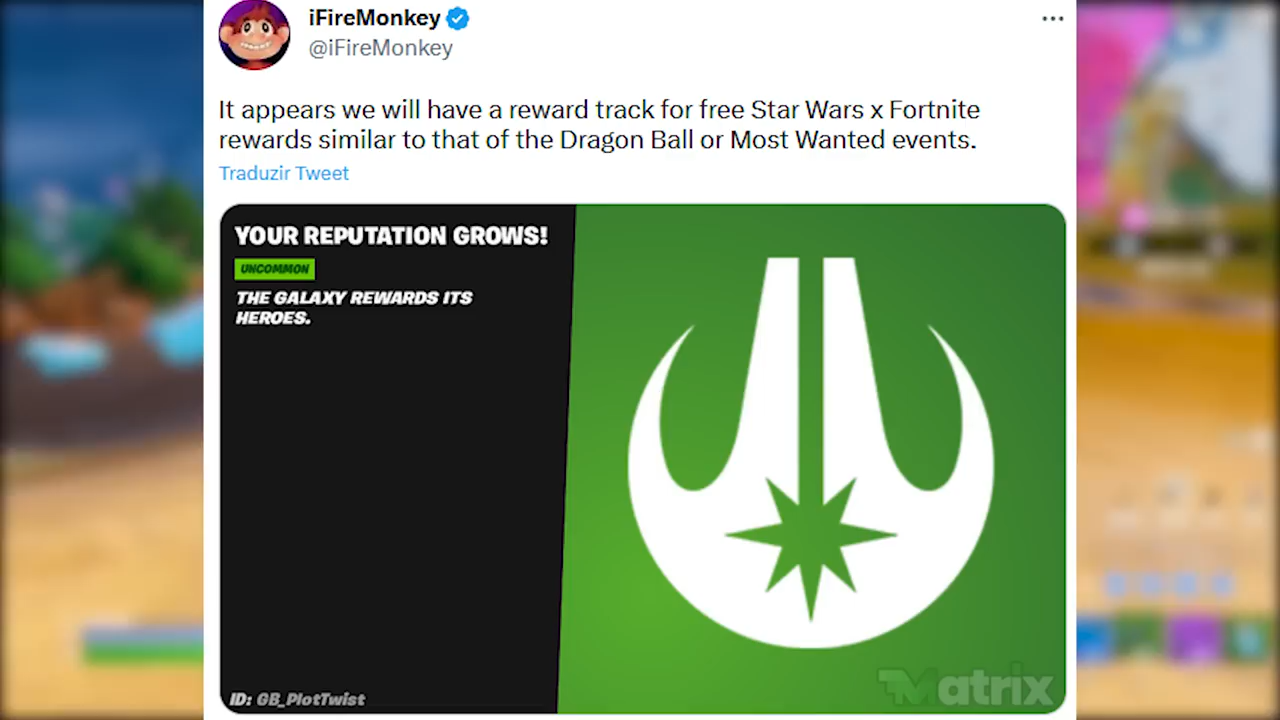 iFireMonkey
@iFireMonkey
It appears we will have a reward track for free Star Wars x Fortnite
rewards similar to that of the Dragon Ball or Most Wanted events.
Traduzir Tweet
YOUR REPUTATION GROWS!
UNCOMMON
THE GALAXY REWARDS ITS
HEROES.
ID: GB_PlotTwist
Matrix